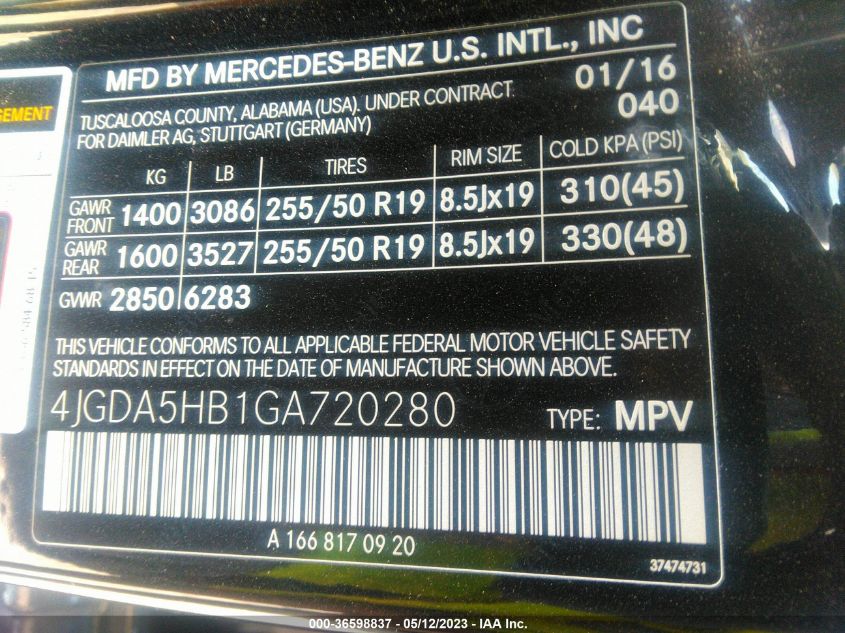 GEMENT
MFD BY MERCEDES-BENZ U.S. INTL., INC
01/16
TUSCALOOSA COUNTY, ALABAMA (USA). UNDER CONTRACT
FOR DAIMLER AG, STUTTGART (GERMANY)
040
KG LB TIRES RIM SIZE COLD KPA (PSI)
GAWR FRONT 1400 3086 255/50 R19 8.5Jx19 310(45)
GAWR REAR 1600 3527 255/50 R19 8.5Jx19 330(48)
GVWR 2850 6283
THIS VEHICLE CONFORMS TO ALL APPLICABLE FEDERAL MOTOR VEHICLE SAFETY
STANDARDS IN EFFECT ON THE DATE OF MANUFACTURE SHOWN ABOVE.
4JGDA5HB1GA720280 TYPE: MPV
A 166 817 09 20
37474731
000-36598837 - 05/12/2023 - IAA Inc.